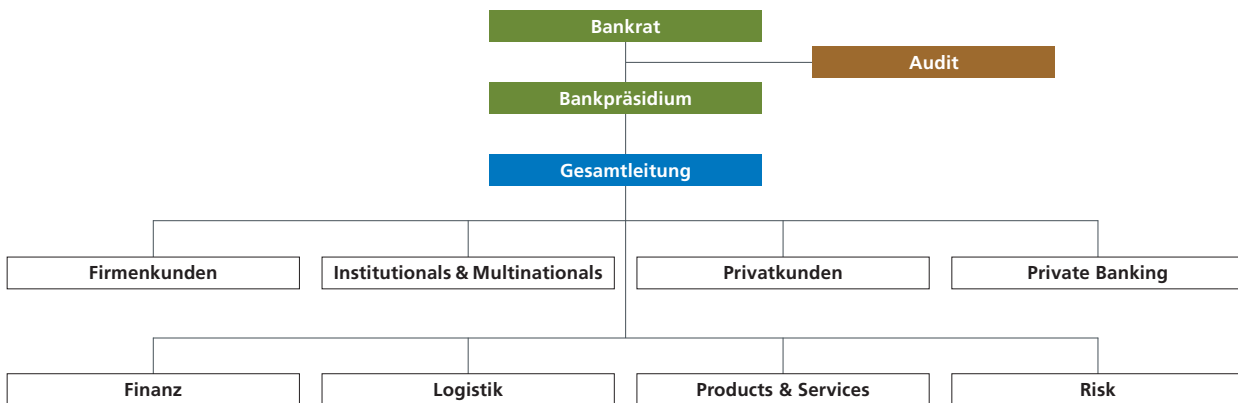 Bankrat
Audit
Bankpräsidium
Gesamtleitung
Firmenkunden
Institutionals & Multinationals
Privatkunden
Private Banking
Finanz
Logistik
Products & Services
Risk